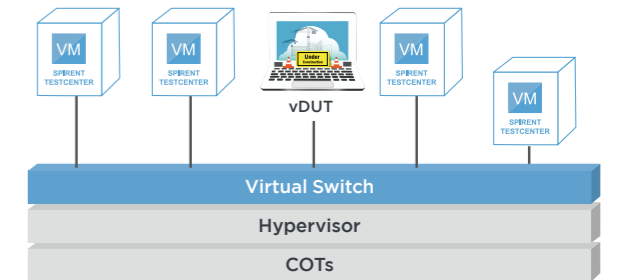 VM
SPIRENT
TESTCENTER
VM
SPIRENT
TESTCENTER
Under
Construction
vDUT
VM
SPIRENT
TESTCENTER
VM
SPIRENT
TESTCENTER
Virtual Switch
Hypervisor
COTs